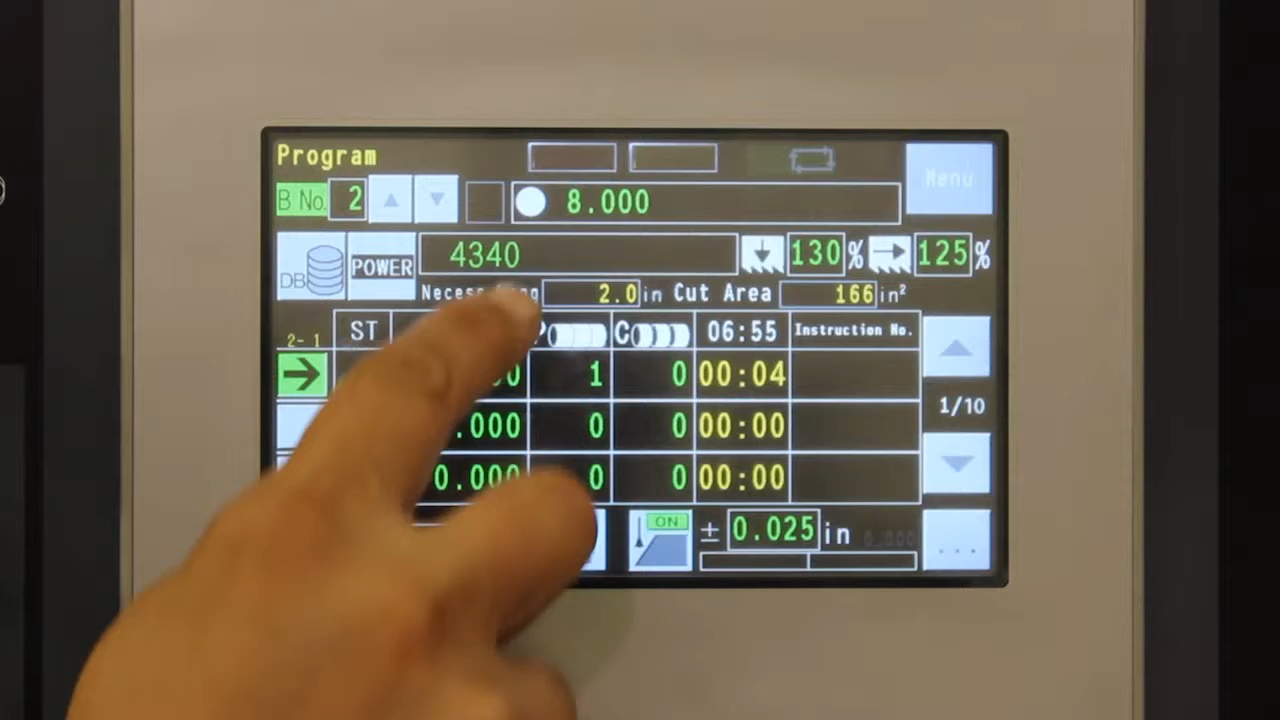 Program
Menu
B No. 2 8.000
DB POWER 4340 130 % 125 %
2.0 in Cut Area 166 in²
2- 1 ST P C 06:55 Instruction No.
1 0 00:04
.000 0 0 00:00 1/10
0.000 0 0 00:00
ON ± 0.025 in 0.000 ...